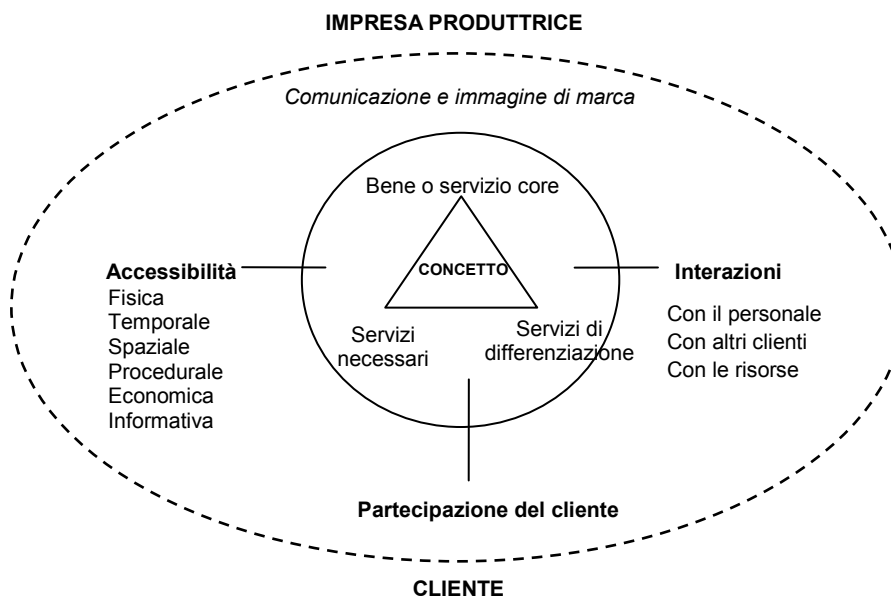 IMPRESA PRODUTTRICE
Comunicazione e immagine di marca
Bene o servizio core
CONCETTO
Accessibilità
Fisica
Temporale
Spaziale
Procedurale
Economica
Informativa
Servizi
necessari
Servizi di
differenziazione
Interazioni
Con il personale
Con altri clienti
Con le risorse
Partecipazione del cliente
CLIENTE